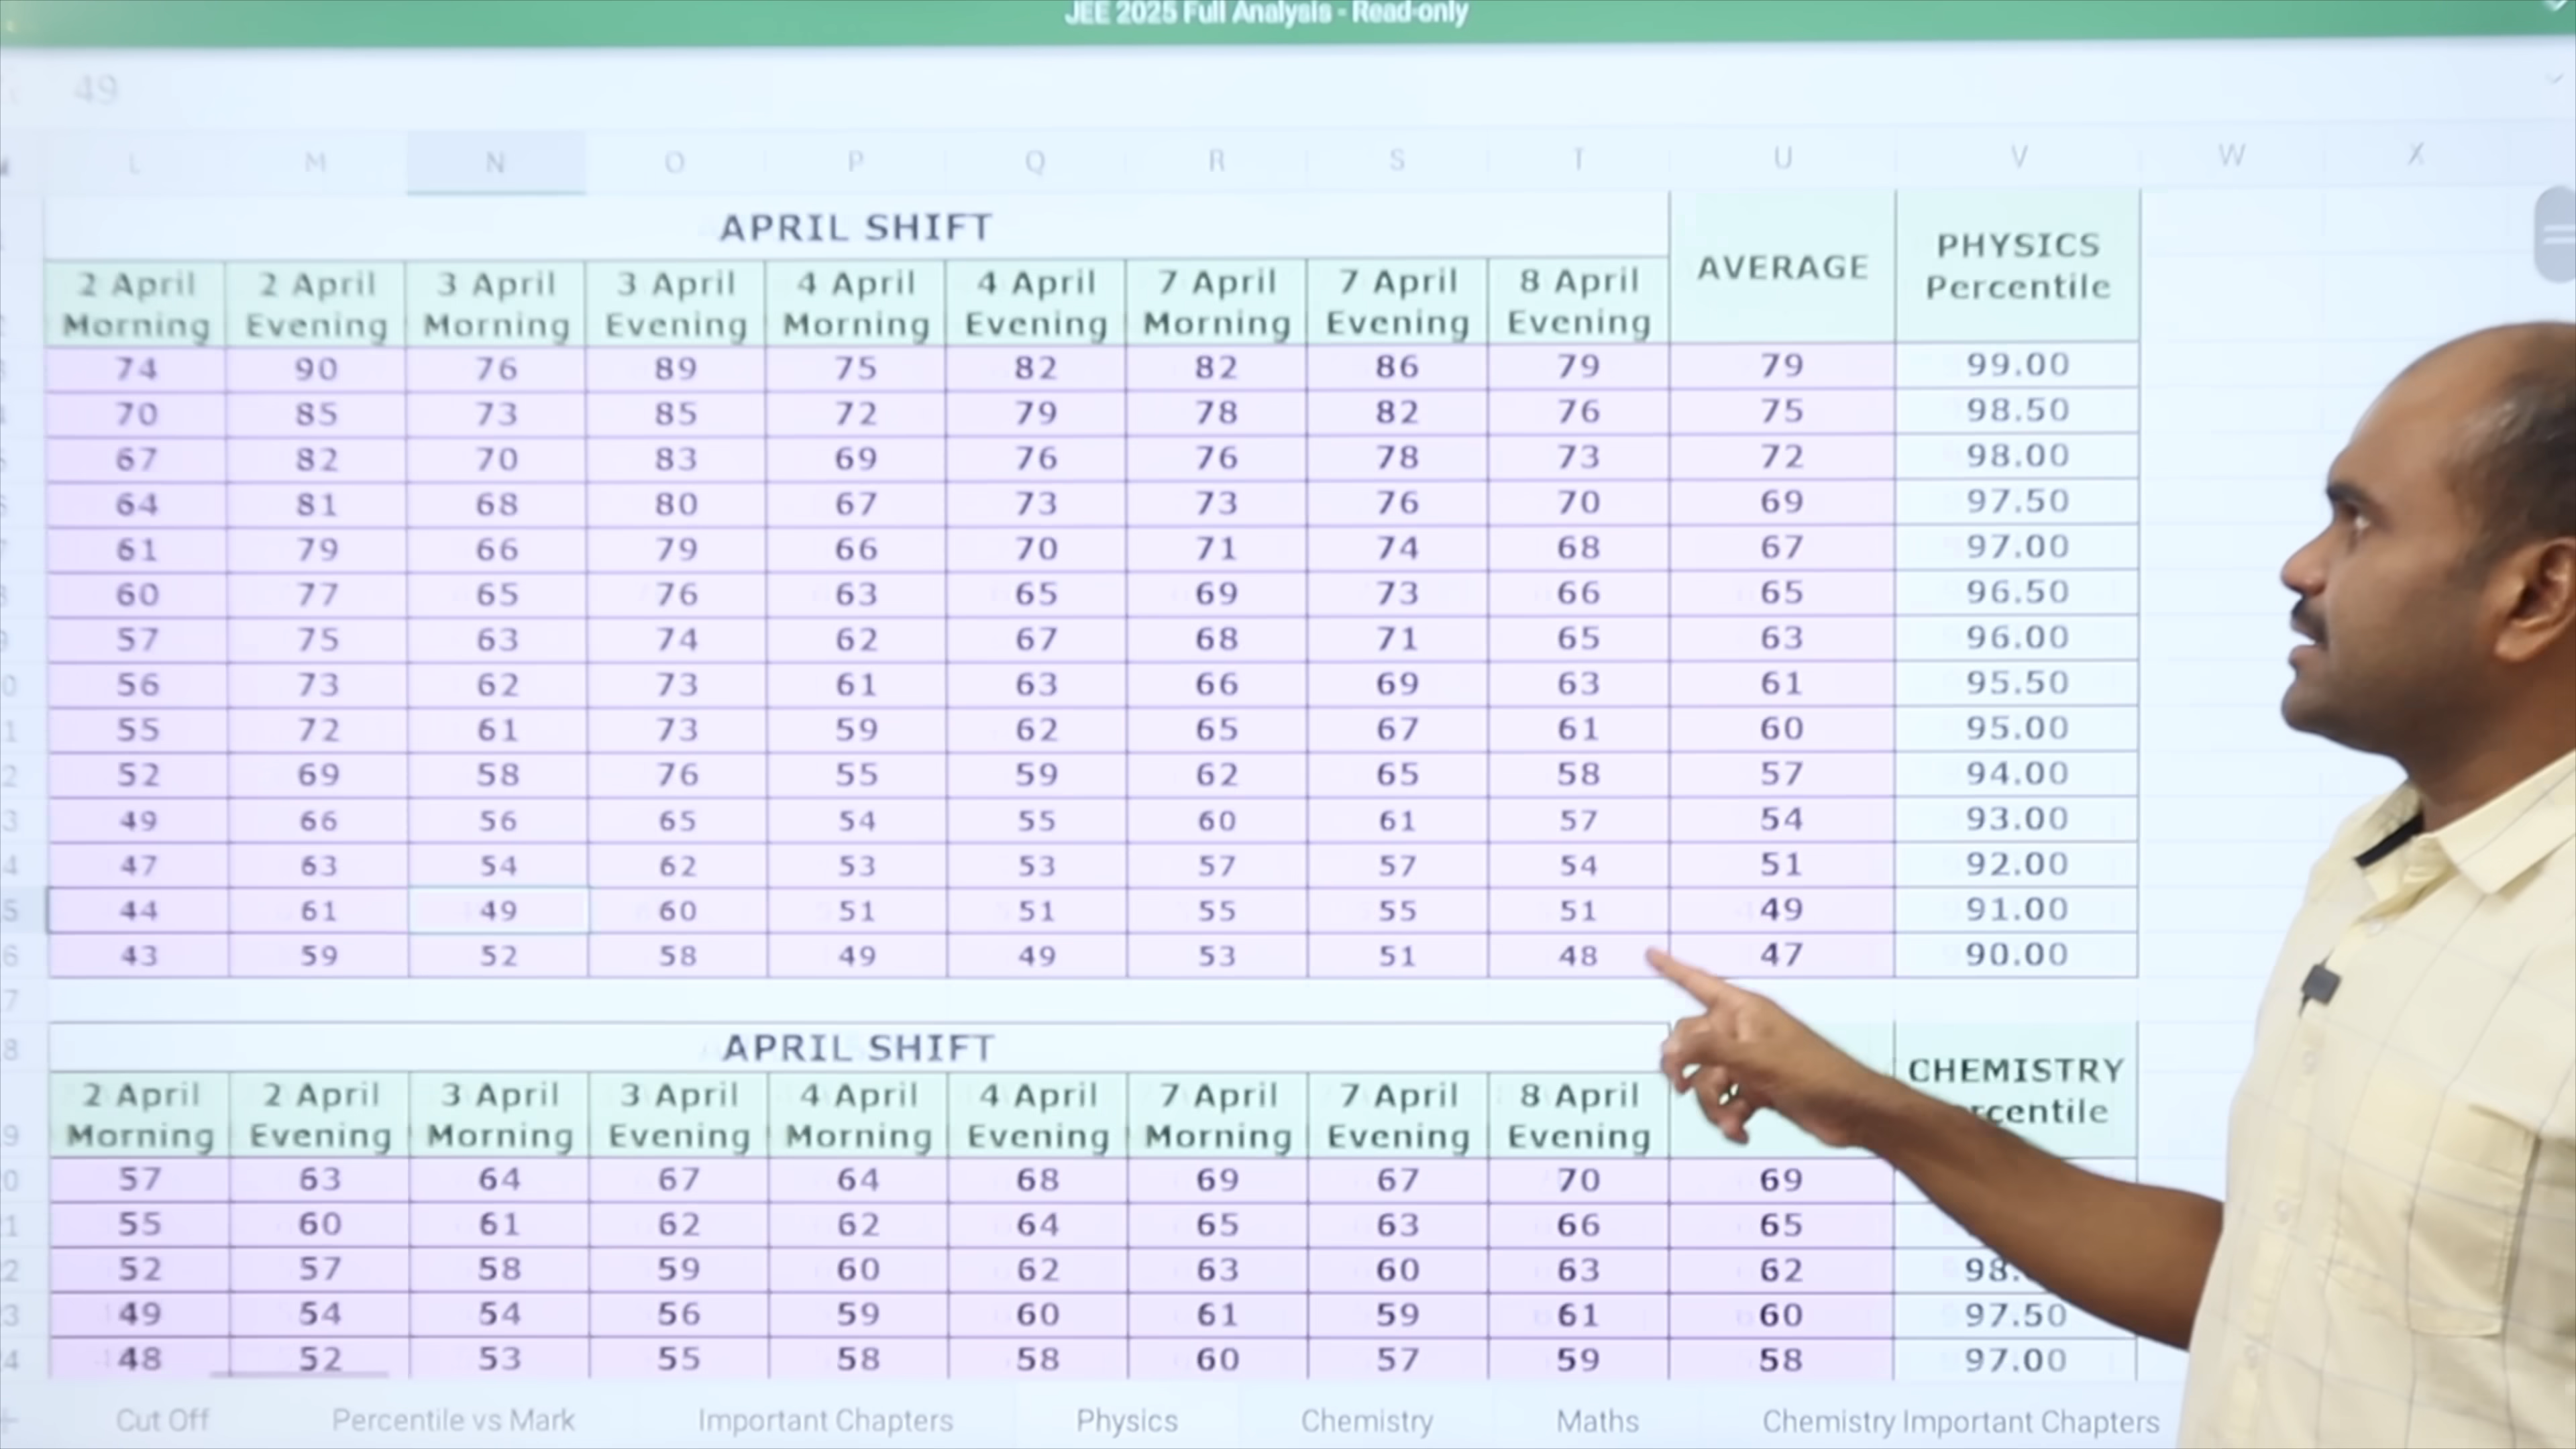 JEE 2025 Full Analysis - Read-only
49
L M N O P Q R S T U V W X
APRIL SHIFT
AVERAGE
PHYSICS
Percentile
2 April Morning 2 April Evening 3 April Morning 3 April Evening 4 April Morning 4 April Evening 7 April Morning 7 April Evening 8 April Evening
74 90 76 89 75 82 82 86 79 79 99.00
70 85 73 85 72 79 78 82 76 75 98.50
67 82 70 83 69 76 76 78 73 72 98.00
64 81 68 80 67 73 73 76 70 69 97.50
61 79 66 79 66 70 71 74 68 67 97.00
60 77 65 76 63 65 69 73 66 65 96.50
57 75 63 74 62 67 68 71 65 63 96.00
56 73 62 73 61 63 66 69 63 61 95.50
55 72 61 73 59 62 65 67 61 60 95.00
52 69 58 76 55 59 62 65 58 57 94.00
49 66 56 65 54 55 60 61 57 54 93.00
47 63 54 62 53 53 57 57 54 51 92.00
44 61 49 60 51 51 55 55 51 49 91.00
43 59 52 58 49 49 53 51 48 47 90.00
APRIL SHIFT
CHEMISTRY
rcentile
2 April Morning 2 April Evening 3 April Morning 3 April Evening 4 April Morning 4 April Evening 7 April Morning 7 April Evening 8 April Evening
57 63 64 67 64 68 69 67 70 69
55 60 61 62 62 64 65 63 66 65
52 57 58 59 60 62 63 60 63 62 98.
49 54 54 56 59 60 61 59 61 60 97.50
48 52 53 55 58 58 60 57 59 58 97.00
Cut Off Percentile vs Mark Important Chapters Physics Chemistry Maths Chemistry Important Chapters